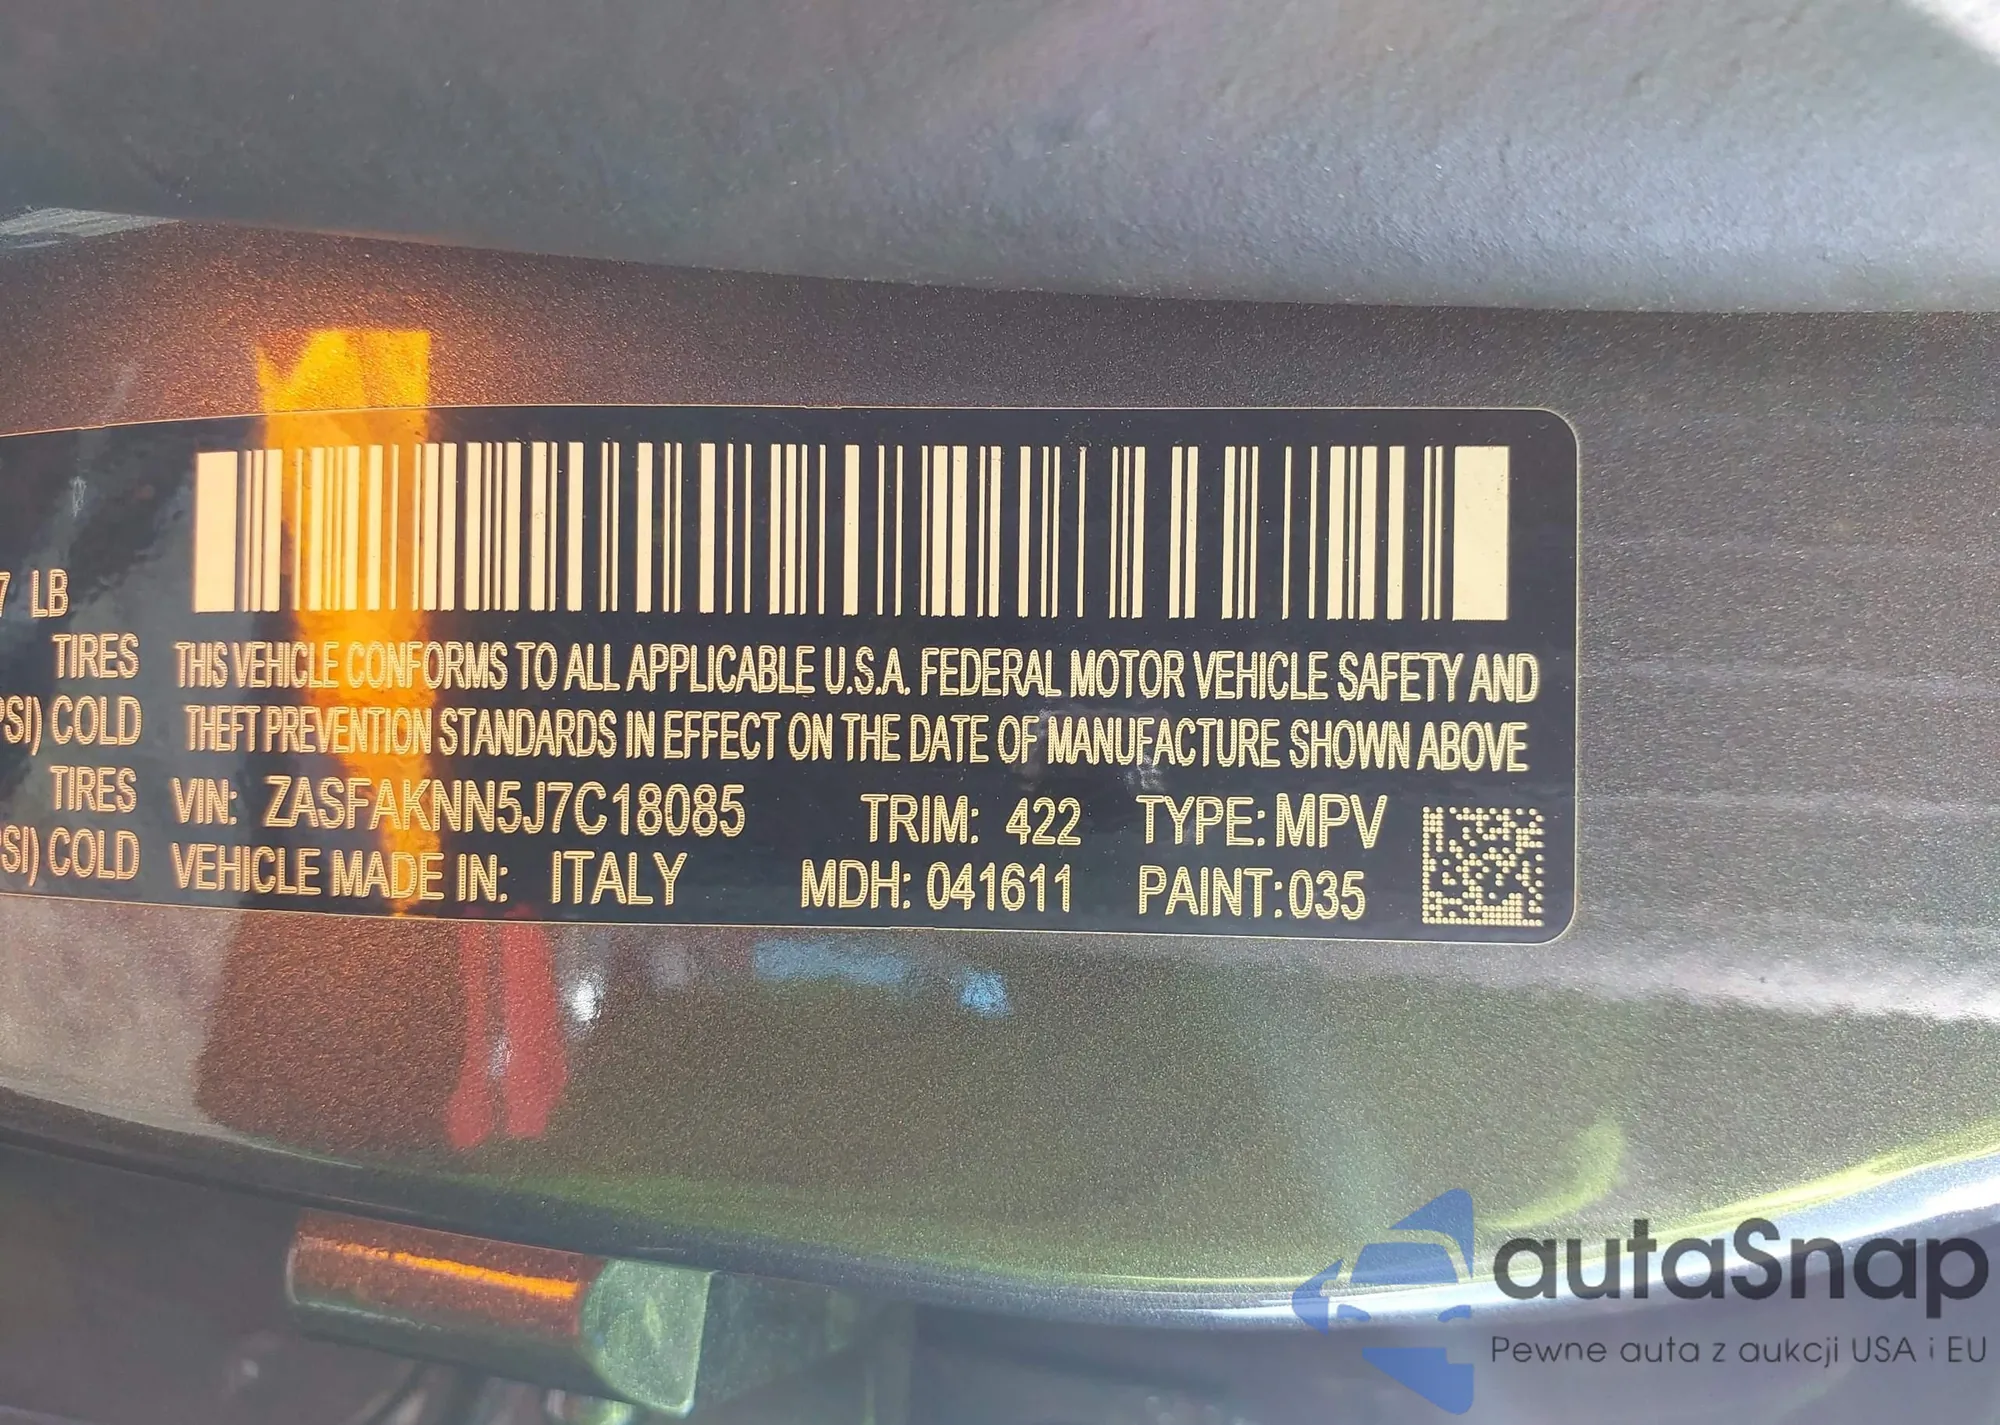 7 LB
TIRES
PSI) COLD
TIRES
PSI) COLD
THIS VEHICLE CONFORMS TO ALL APPLICABLE U.S.A. FEDERAL MOTOR VEHICLE SAFETY AND
THEFT PREVENTION STANDARDS IN EFFECT ON THE DATE OF MANUFACTURE SHOWN ABOVE
VIN: ZASFAKNN5J7C18085 TRIM: 422 TYPE: MPV
VEHICLE MADE IN: ITALY MDH: 041611 PAINT: 035
autaSnap
Pewne auta z aukcji USA i EU